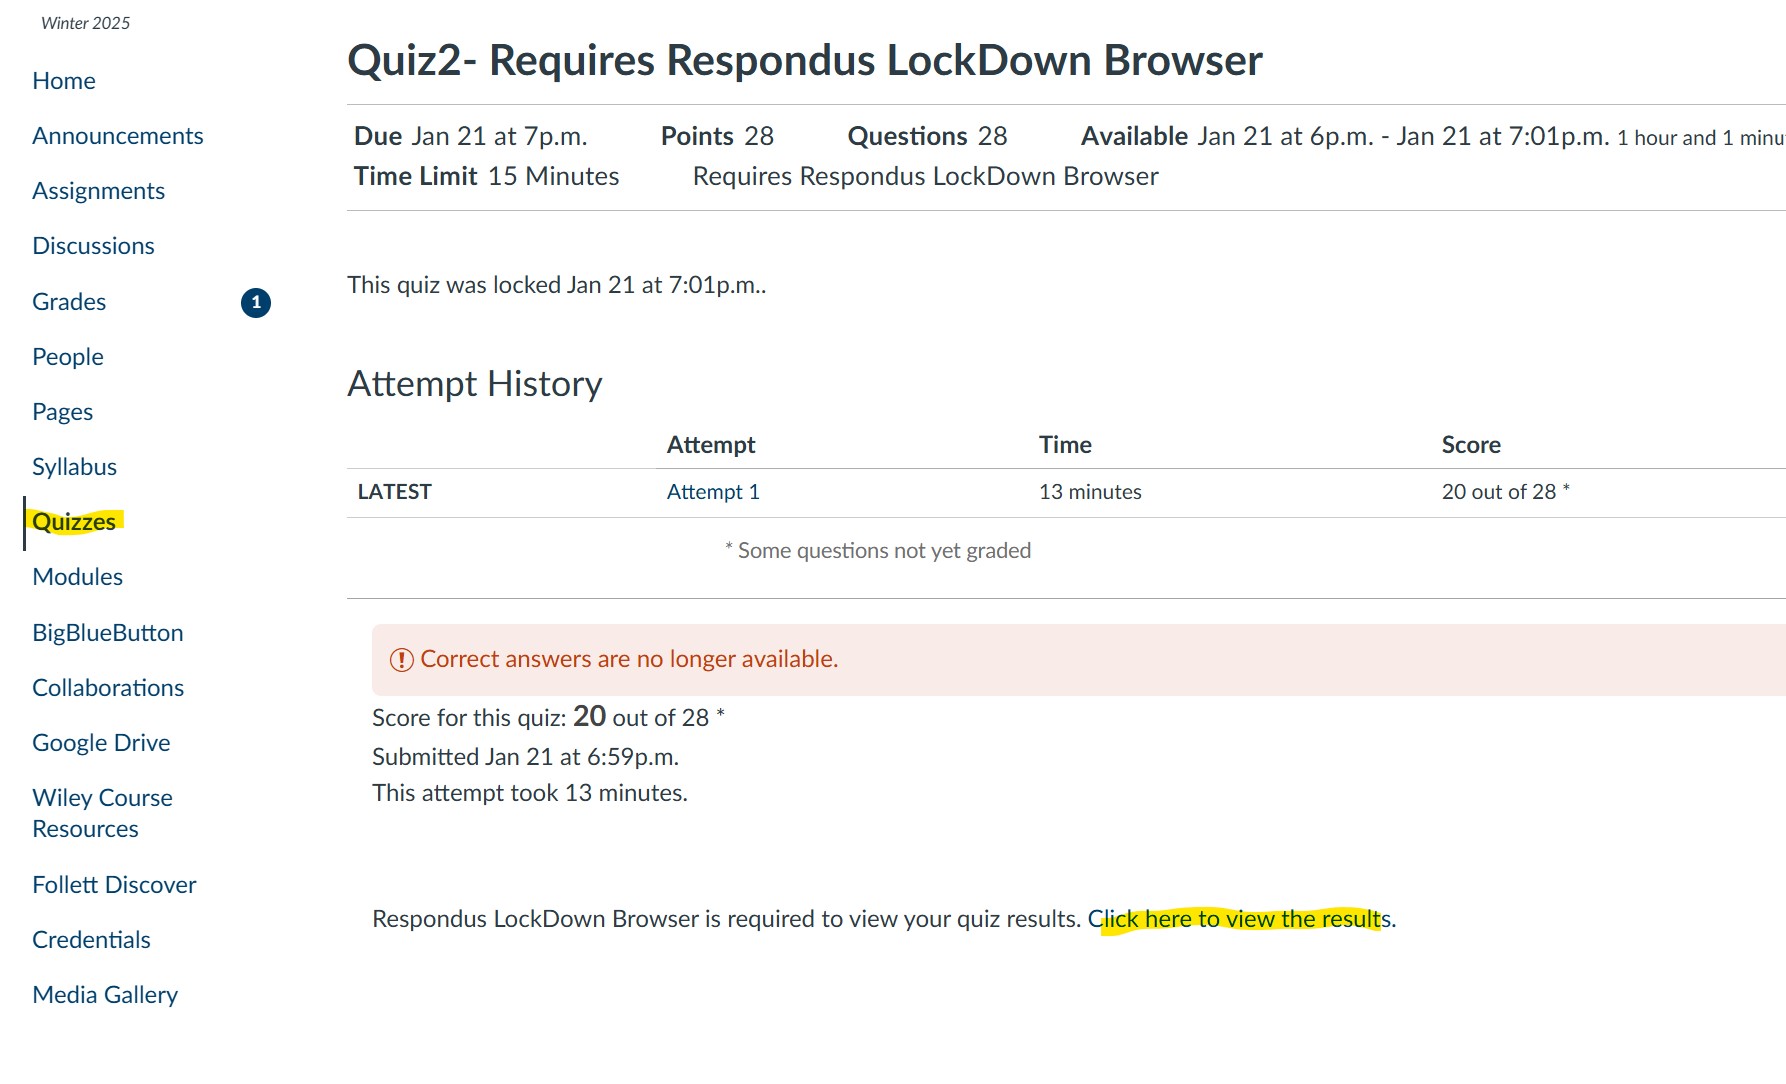 Winter 2025
Home
Announcements
Assignments
Discussions
Grades 1
People
Pages
Syllabus
Quizzes
Modules
BigBlueButton
Collaborations
Google Drive
Wiley Course
Resources
Follett Discover
Credentials
Media Gallery
Quiz2- Requires Respondus LockDown Browser
Due Jan 21 at 7p.m. Points 28 Questions 28 Available Jan 21 at 6p.m. - Jan 21 at 7:01p.m. 1 hour and 1 minu
Time Limit 15 Minutes Requires Respondus LockDown Browser
This quiz was locked Jan 21 at 7:01p.m..
Attempt History
Attempt Time Score
LATEST Attempt 1 13 minutes 20 out of 28 *
* Some questions not yet graded
Correct answers are no longer available.
Score for this quiz: 20 out of 28 *
Submitted Jan 21 at 6:59p.m.
This attempt took 13 minutes.
Respondus LockDown Browser is required to view your quiz results. Click here to view the results.